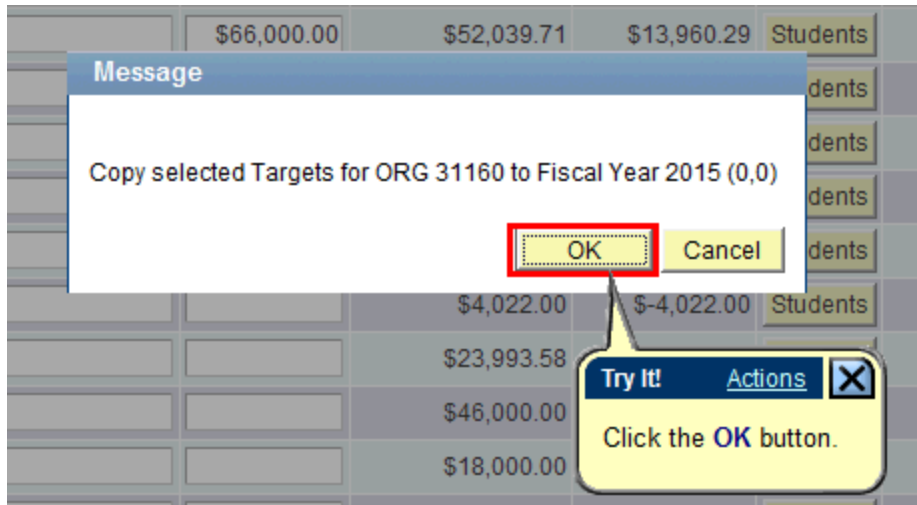 $66,000.00 $52,039.71 $13,960.29 Students
Message
dents
dents
Copy selected Targets for ORG 31160 to Fiscal Year 2015 (0,0)
dents
OK Cancel dents
$4,022.00 $-4,022.00 Students
$23,993.58
Try It! Actions
$46,000.00
Click the OK button.
$18,000.00